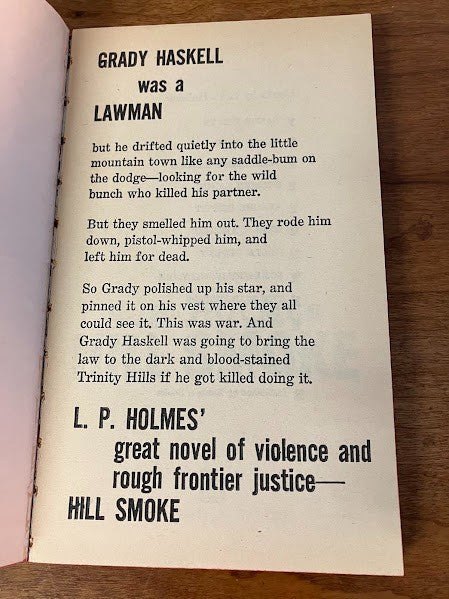 GRADY HASKELL
was a
LAWMAN
but he drifted quietly into the little
mountain town like any saddle-bum on
the dodge—looking for the wild
bunch who killed his partner.
But they smelled him out. They rode him
down, pistol-whipped him, and
left him for dead.
So Grady polished up his star, and
pinned it on his vest where they all
could see it. This was war. And
Grady Haskell was going to bring the
law to the dark and blood-stained
Trinity Hills if he got killed doing it.
L. P. HOLMES'
great novel of violence and
rough frontier justice—
HILL SMOKE